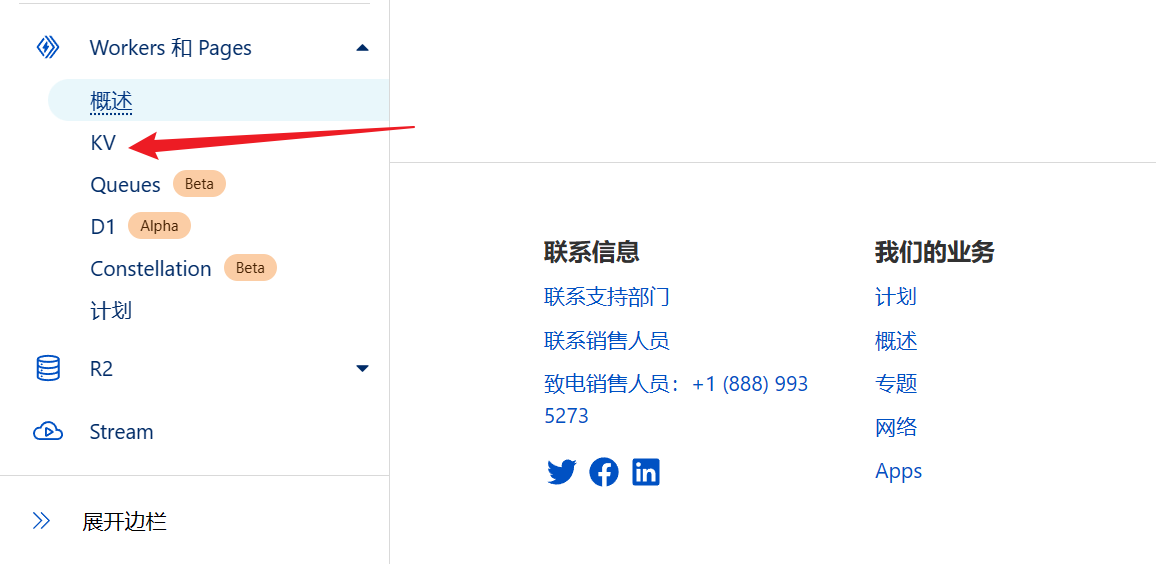 Workers 和 Pages
概述
KV
Queues Beta
D1 Alpha
Constellation Beta
计划
R2
Stream
展开边栏
联系信息
联系支持部门
联系销售人员
致电销售人员：+1 (888) 993
5273
我们的业务
计划
概述
专题
网络
Apps